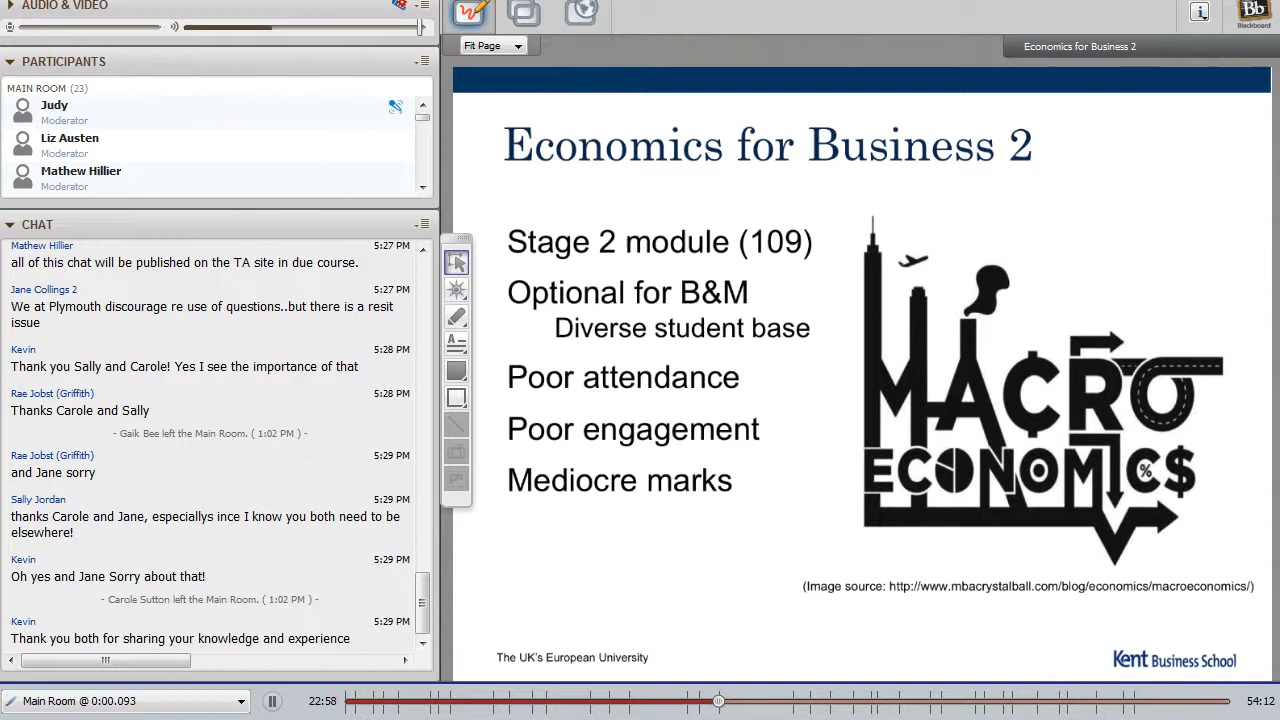 AUDIO & VIDEO
PARTICIPANTS
MAIN ROOM (23)
Judy
Moderator
Liz Austen
Moderator
Mathew Hillier
Moderator
CHAT
Mathew Hillier 5:27 PM
all of this chat will be published on the TA site in due course.
Jane Collings 2 5:27 PM
We at Plymouth discourage re use of questions..but there is a resit
issue
Kevin 5:28 PM
Thank you Sally and Carole! Yes I see the importance of that
Rae Jobst (Griffith) 5:28 PM
Thanks Carole and Sally
- Gaik Bee left the Main Room. ( 1:02 PM ) -
Rae Jobst (Griffith) 5:29 PM
and Jane sorry
Sally Jordan 5:29 PM
thanks Carole and Jane, especiallys ince I know you both need to be
elsewhere!
Kevin 5:29 PM
Oh yes and Jane Sorry about that!
- Carole Sutton left the Main Room. ( 1:02 PM ) -
Kevin 5:29 PM
Thank you both for sharing your knowledge and experience
Main Room @ 0:00.093
22:58
54:12
Fit Page
Bb
Blackboard
Economics for Business 2
Economics for Business 2
Stage 2 module (109)
Optional for B&M
Diverse student base
Poor attendance
Poor engagement
Mediocre marks
MACRO
ECONOMICS
%
$
(Image source: http://www.mbacrystalball.com/blog/economics/macroeconomics/)
The UK's European University
Kent Business School